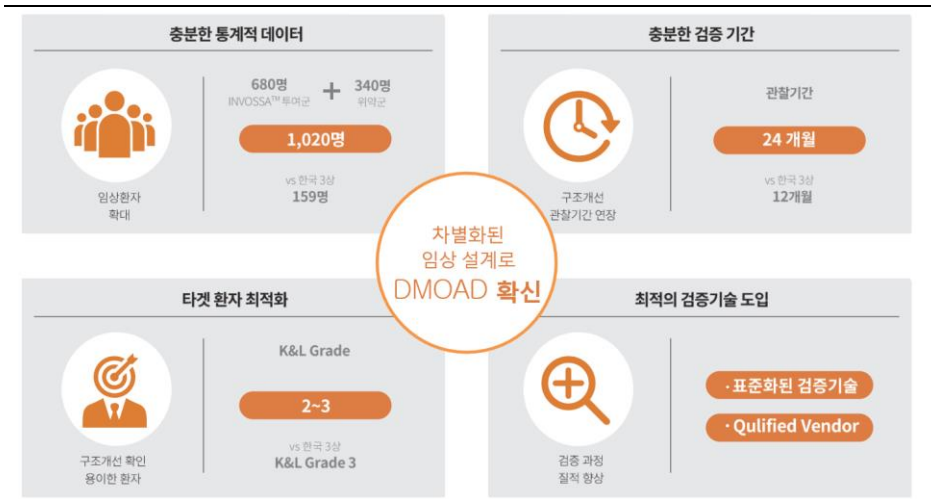 충분한 통계적 데이터
680명 + 340명
INVOSSA™ 투여군 위약군
1,020명
vs 한국 3상
159명
임상환자
확대
충분한 검증 기간
관찰기간
24 개월
vs 한국 3상
12개월
구조개선
관찰기간 연장
차별화된
임상 설계로
DMOAD 확신
타겟 환자 최적화
K&L Grade
2~3
vs 한국 3상
K&L Grade 3
구조개선 확인
용이한 환자
최적의 검증기술 도입
· 표준화된 검증기술
· Qulified Vendor
검증 과정
질적 향상